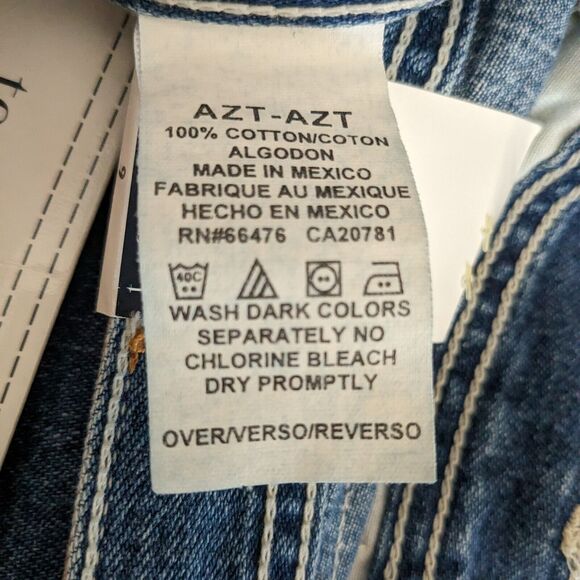 AZT-AZT
100% COTTON/COTON
ALGODON
MADE IN MEXICO
FABRIQUE AU MEXIQUE
HECHO EN MEXICO
RN#66476 CA20781
40C
WASH DARK COLORS
SEPARATELY NO
CHLORINE BLEACH
DRY PROMPTLY
OVER/VERSO/REVERSO